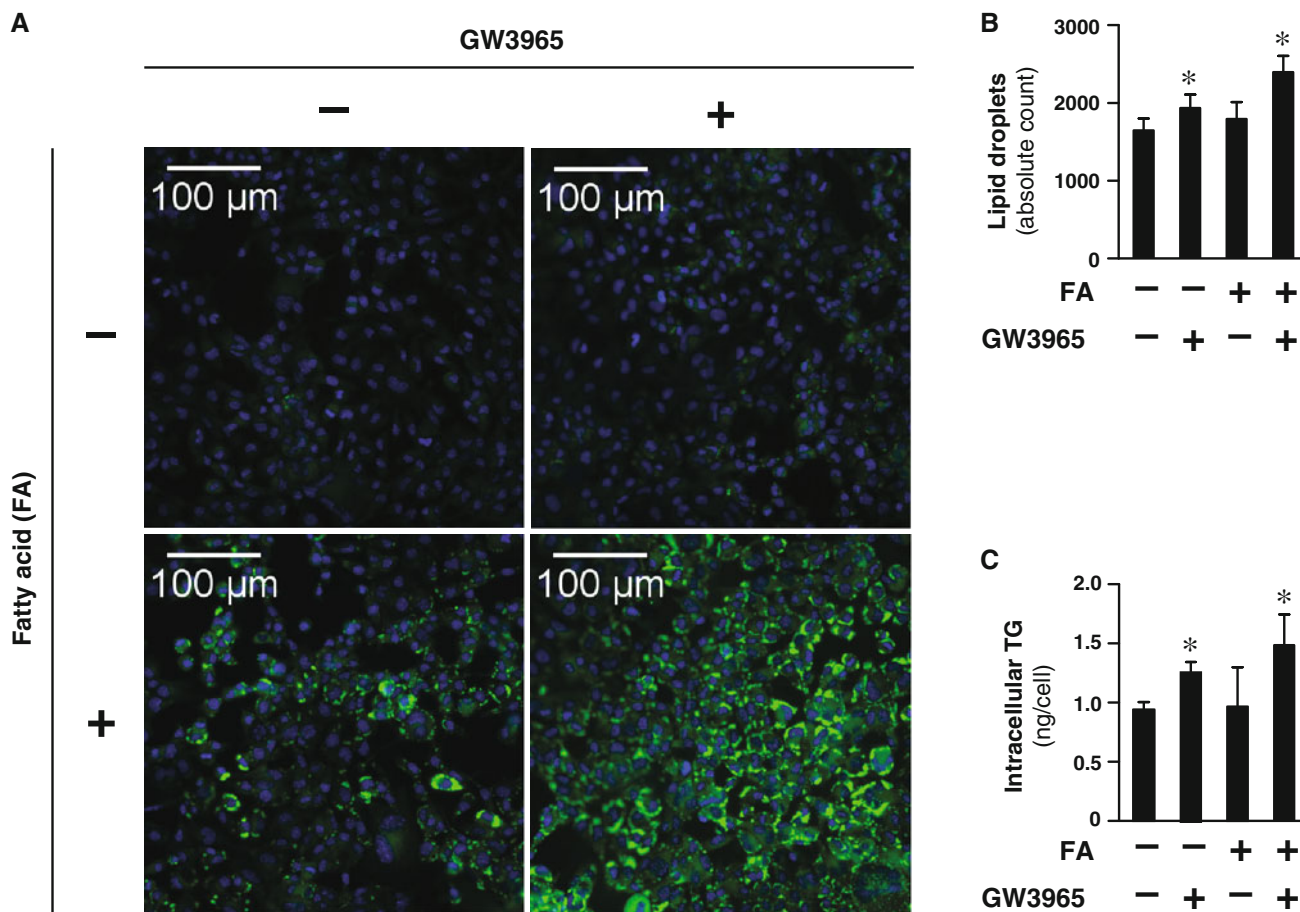 A
GW3965
− +
100 µm 100 µm
−
Fatty acid (FA)
100 µm 100 µm
+
B
3000
2000
1000
0
Lipid droplets
(absolute count)
* *
FA − − + +
GW3965 − + − +
C
2.0
1.5
1.0
0.5
0
Intracellular TG
(ng/cell)
* *
FA − − + +
GW3965 − + − +